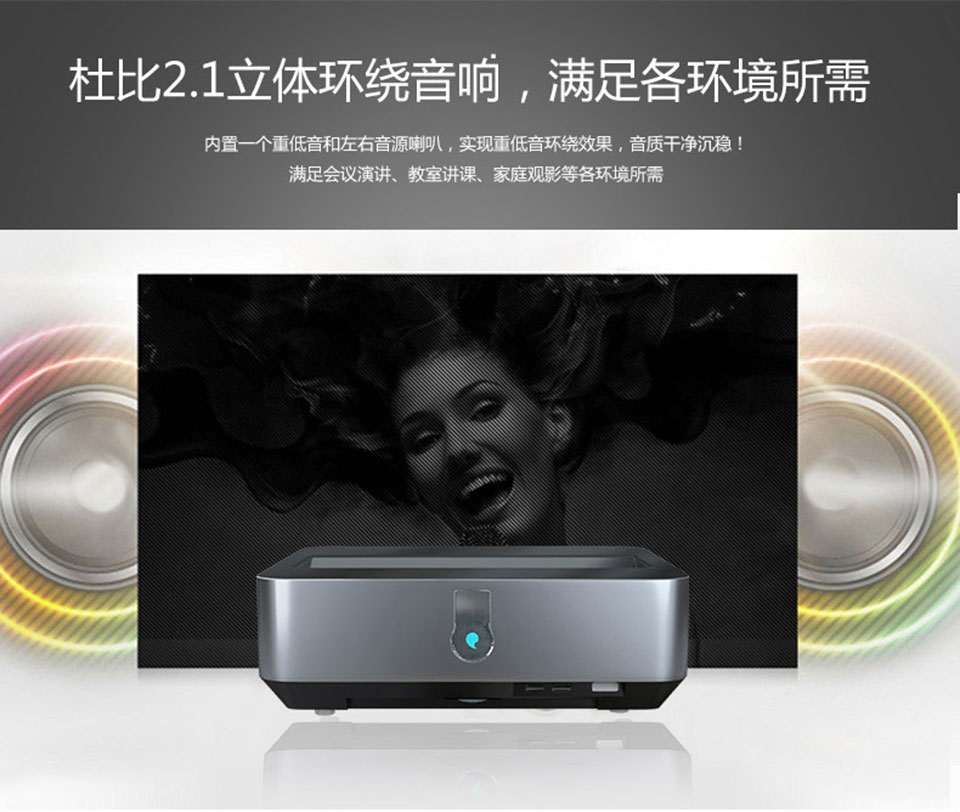 杜比2.1立体环绕音响，满足各环境所需
内置一个重低音和左右音源喇叭，实现重低音环绕效果，音质干净沉稳！
满足会议演讲、教室讲课、家庭观影等各环境所需